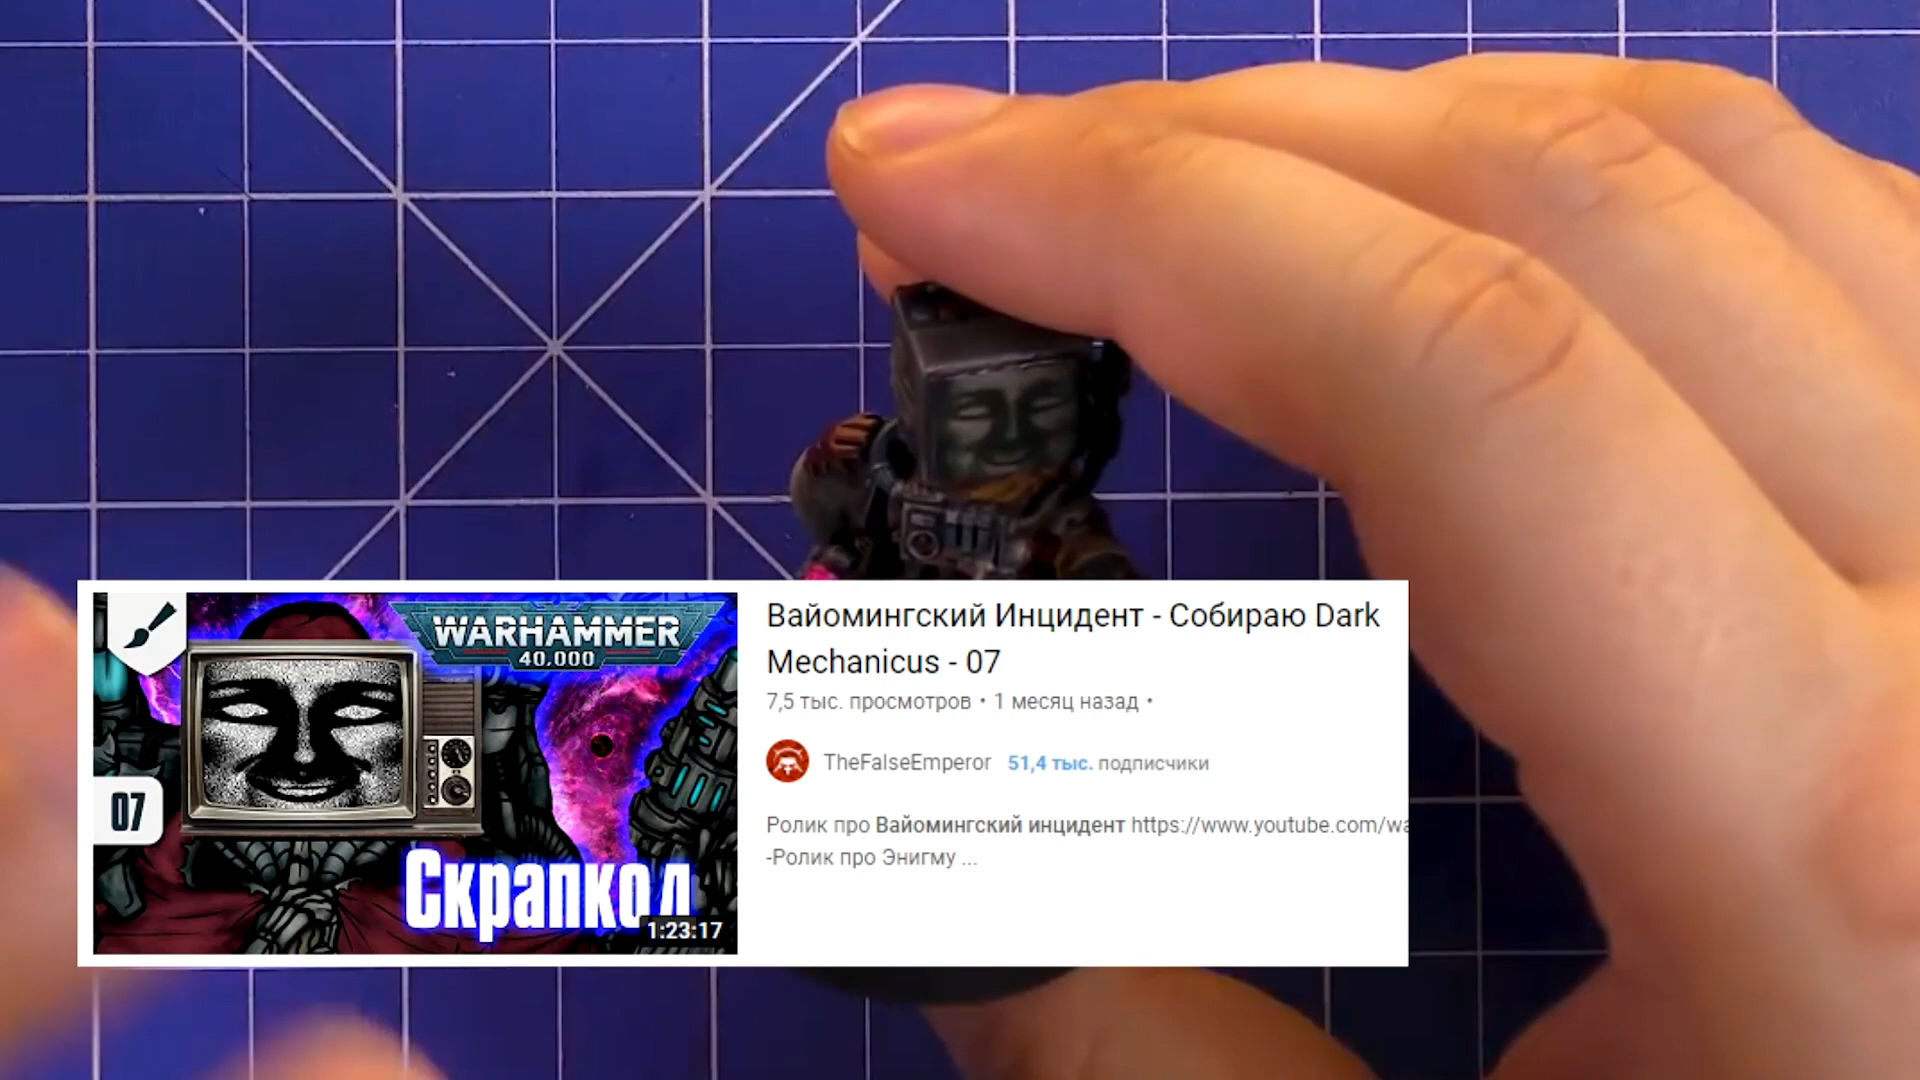 WARHAMMER
40,000
07
Скрапкод
1:23:17
Вайомингский Инцидент - Собираю Dark
Mechanicus - 07
7,5 тыс. просмотров • 1 месяц назад •
TheFalseEmperor 51,4 тыс. подписчики
Ролик про Вайомингский инцидент https://www.youtube.com/wa
-Ролик про Энигму ...